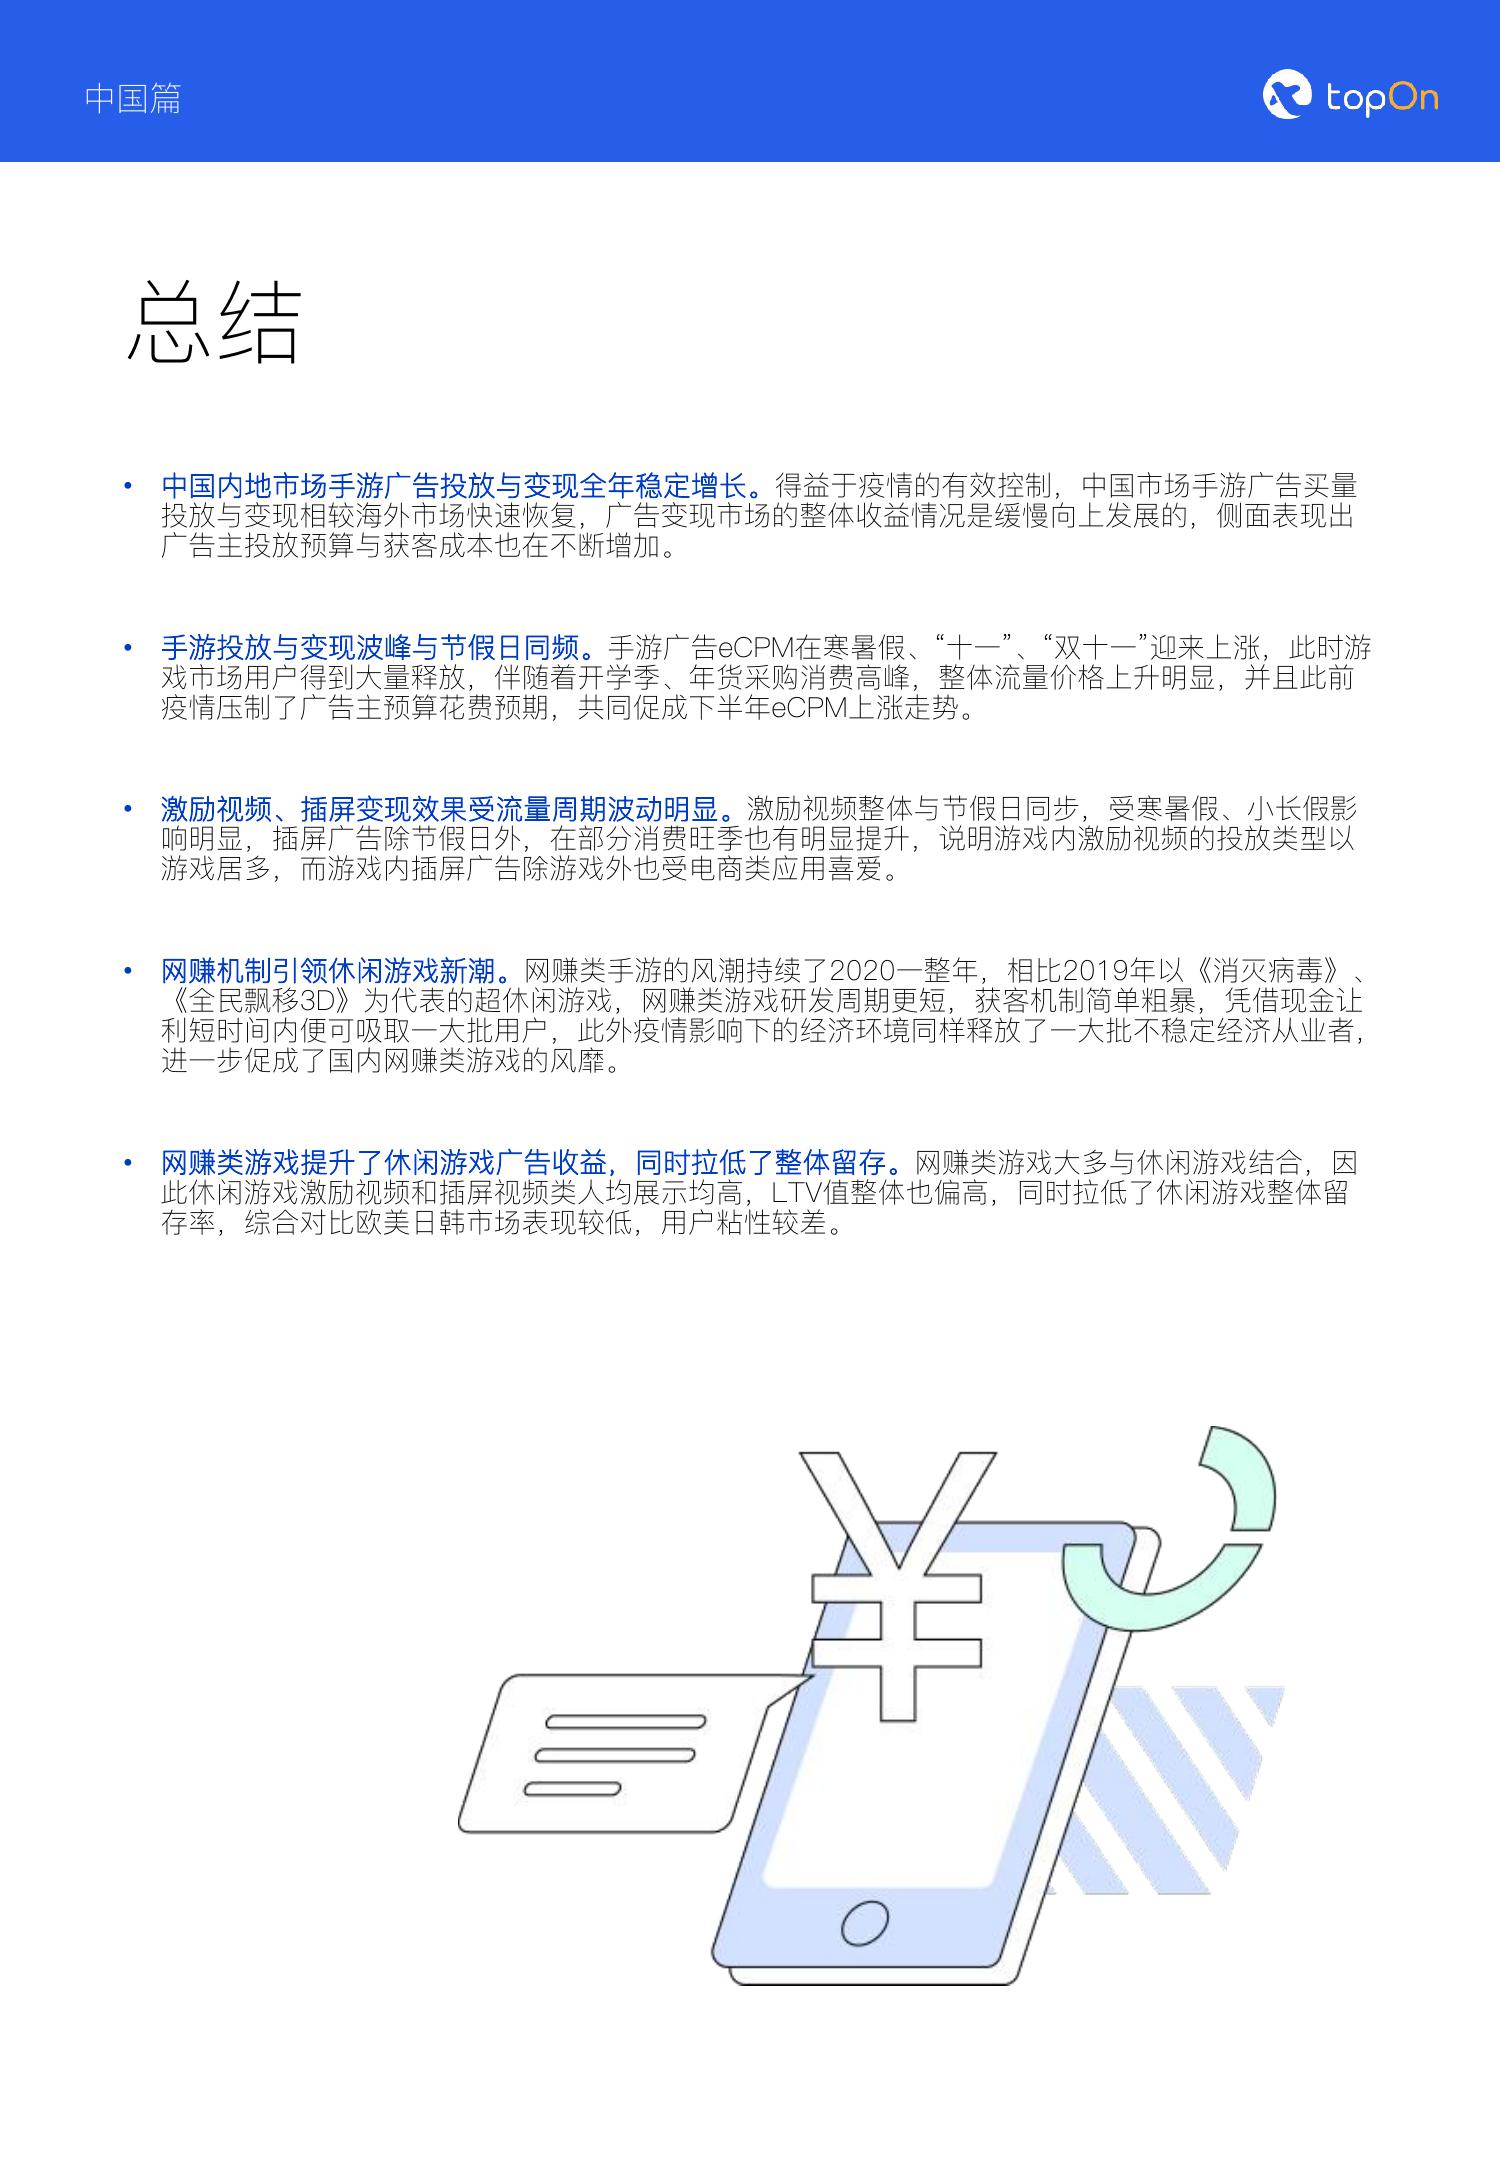 中国篇
topOn
总结
• 中国内地市场手游广告投放与变现全年稳定增长。得益于疫情的有效控制，中国市场手游广告买量
投放与变现相较海外市场快速恢复，广告变现市场的整体收益情况是缓慢向上发展的，侧面表现出
广告主投放预算与获客成本也在不断增加。
• 手游投放与变现波峰与节假日同频。手游广告eCPM在寒暑假、“十一”、“双十一”迎来上涨，此时游
戏市场用户得到大量释放，伴随着开学季、年货采购消费高峰，整体流量价格上升明显，并且此前
疫情压制了广告主预算花费预期，共同促成下半年eCPM上涨走势。
• 激励视频、插屏变现效果受流量周期波动明显。激励视频整体与节假日同步，受寒暑假、小长假影
响明显，插屏广告除节假日外，在部分消费旺季也有明显提升，说明游戏内激励视频的投放类型以
游戏居多，而游戏内插屏广告除游戏外也受电商类应用喜爱。
• 网赚机制引领休闲游戏新潮。网赚类手游的风潮持续了2020一整年，相比2019年以《消灭病毒》、
《全民飘移3D》为代表的超休闲游戏，网赚类游戏研发周期更短，获客机制简单粗暴，凭借现金让
利短时间内便可吸取一大批用户，此外疫情影响下的经济环境同样释放了一大批不稳定经济从业者，
进一步促成了国内网赚类游戏的风靡。
• 网赚类游戏提升了休闲游戏广告收益，同时拉低了整体留存。网赚类游戏大多与休闲游戏结合，因
此休闲游戏激励视频和插屏视频类人均展示均高，LTV值整体也偏高，同时拉低了休闲游戏整体留
存率，综合对比欧美日韩市场表现较低，用户粘性较差。
¥